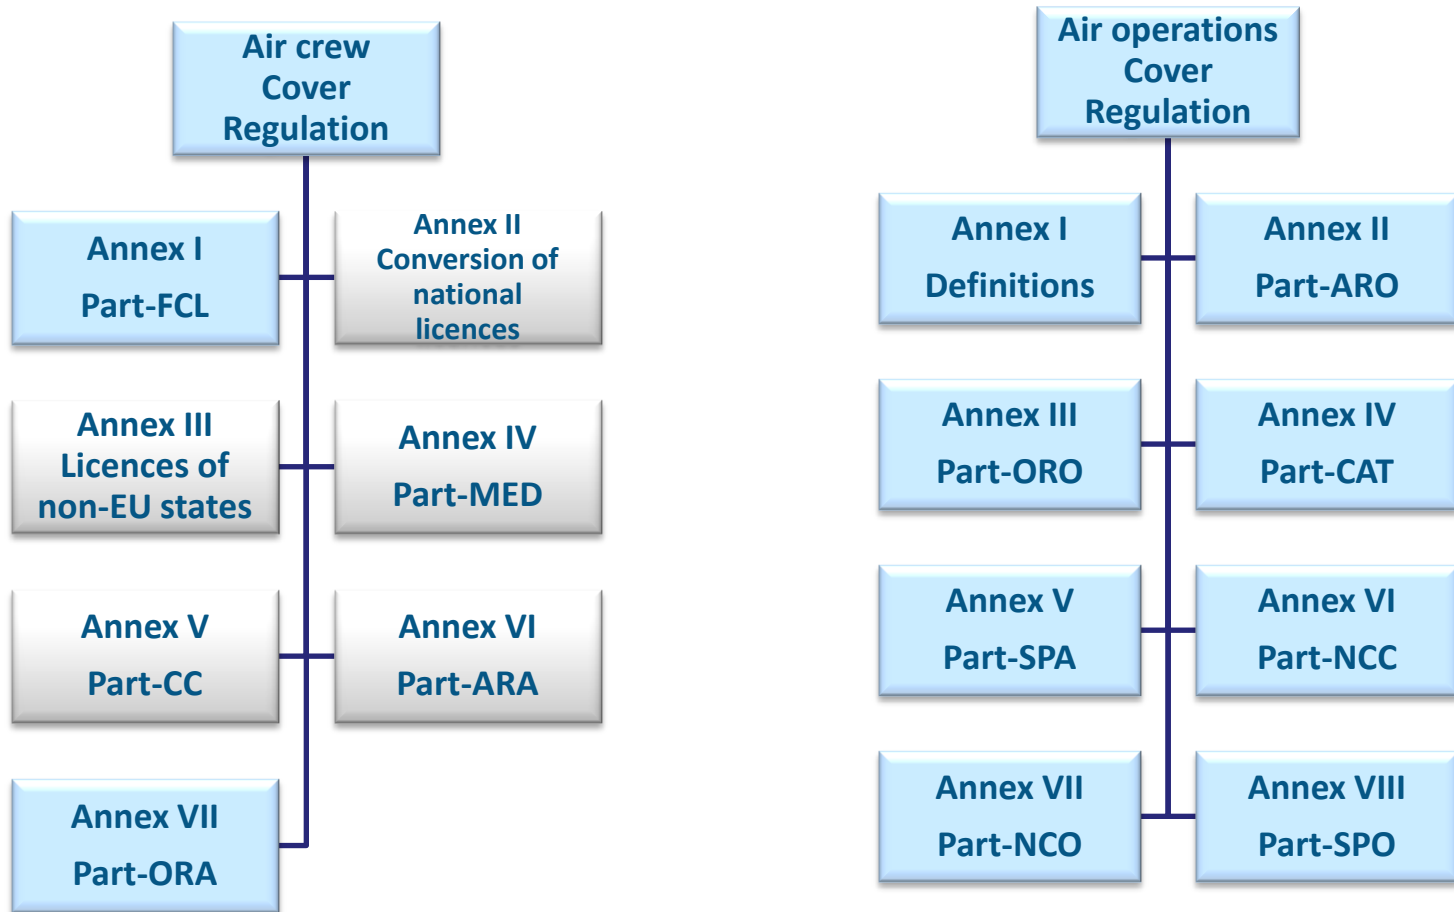 Air crew
Cover
Regulation
Annex I
Part-FCL
Annex II
Conversion of
national
licences
Annex III
Licences of
non-EU states
Annex IV
Part-MED
Annex V
Part-CC
Annex VI
Part-ARA
Annex VII
Part-ORA
Air operations
Cover
Regulation
Annex I
Definitions
Annex II
Part-ARO
Annex III
Part-ORO
Annex IV
Part-CAT
Annex V
Part-SPA
Annex VI
Part-NCC
Annex VII
Part-NCO
Annex VIII
Part-SPO